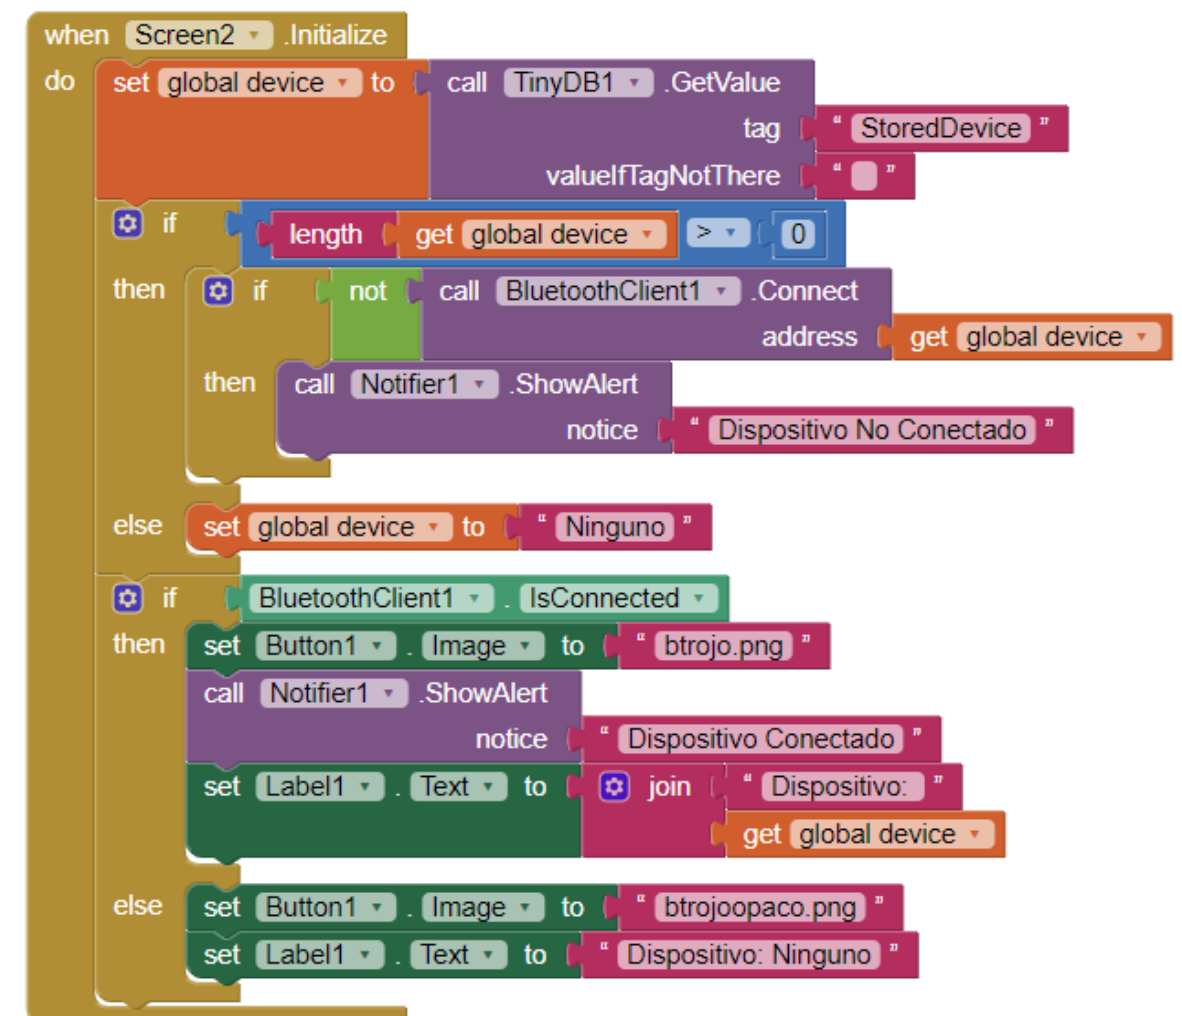 when Screen2 .Initialize
do set global device to call TinyDB1 .GetValue
tag " StoredDevice "
valueIfTagNotThere " "
if length get global device > 0
then if not call BluetoothClient1 .Connect
address get global device
then call Notifier1 .ShowAlert
notice " Dispositivo No Conectado "
else set global device to " Ninguno "
if BluetoothClient1 . IsConnected
then set Button1 . Image to " btrojo.png "
call Notifier1 .ShowAlert
notice " Dispositivo Conectado "
set Label1 . Text to join " Dispositivo: "
get global device
else set Button1 . Image to " btrojoopaco.png "
set Label1 . Text to " Dispositivo: Ninguno "